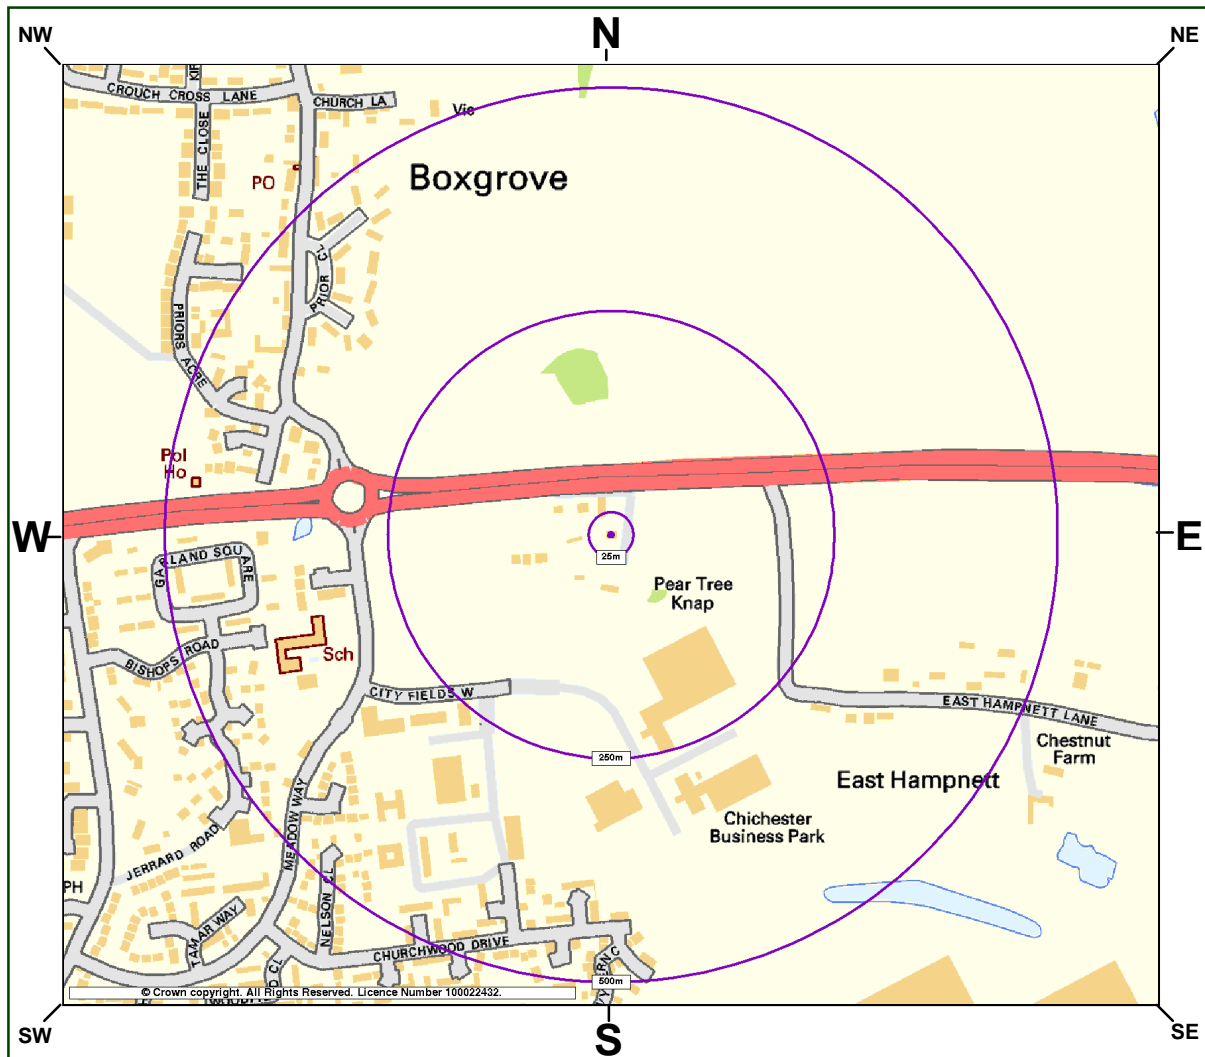 NW
N
NE
CROUCH CROSS LANE
CHURCH LA
Vis
THE CLOSE
PO
Boxgrove
PRIOR CL
PRIORS ACRE
Pol
Ho
W
E
GARLAND SQUARE
25m
Pear Tree
Knap
BISHOPS ROAD
Sch
CITY FIELDS W
EAST HAMPNETT LANE
Chestnut
Farm
250m
East Hampnett
MEADOW WAY
Chichester
Business Park
JERRARD ROAD
PH
NELSON CL
TAMAR WAY
CHURCHWOOD DRIVE
500m
© Crown copyright. All Rights Reserved. Licence Number 100022432.
SW
S
SE